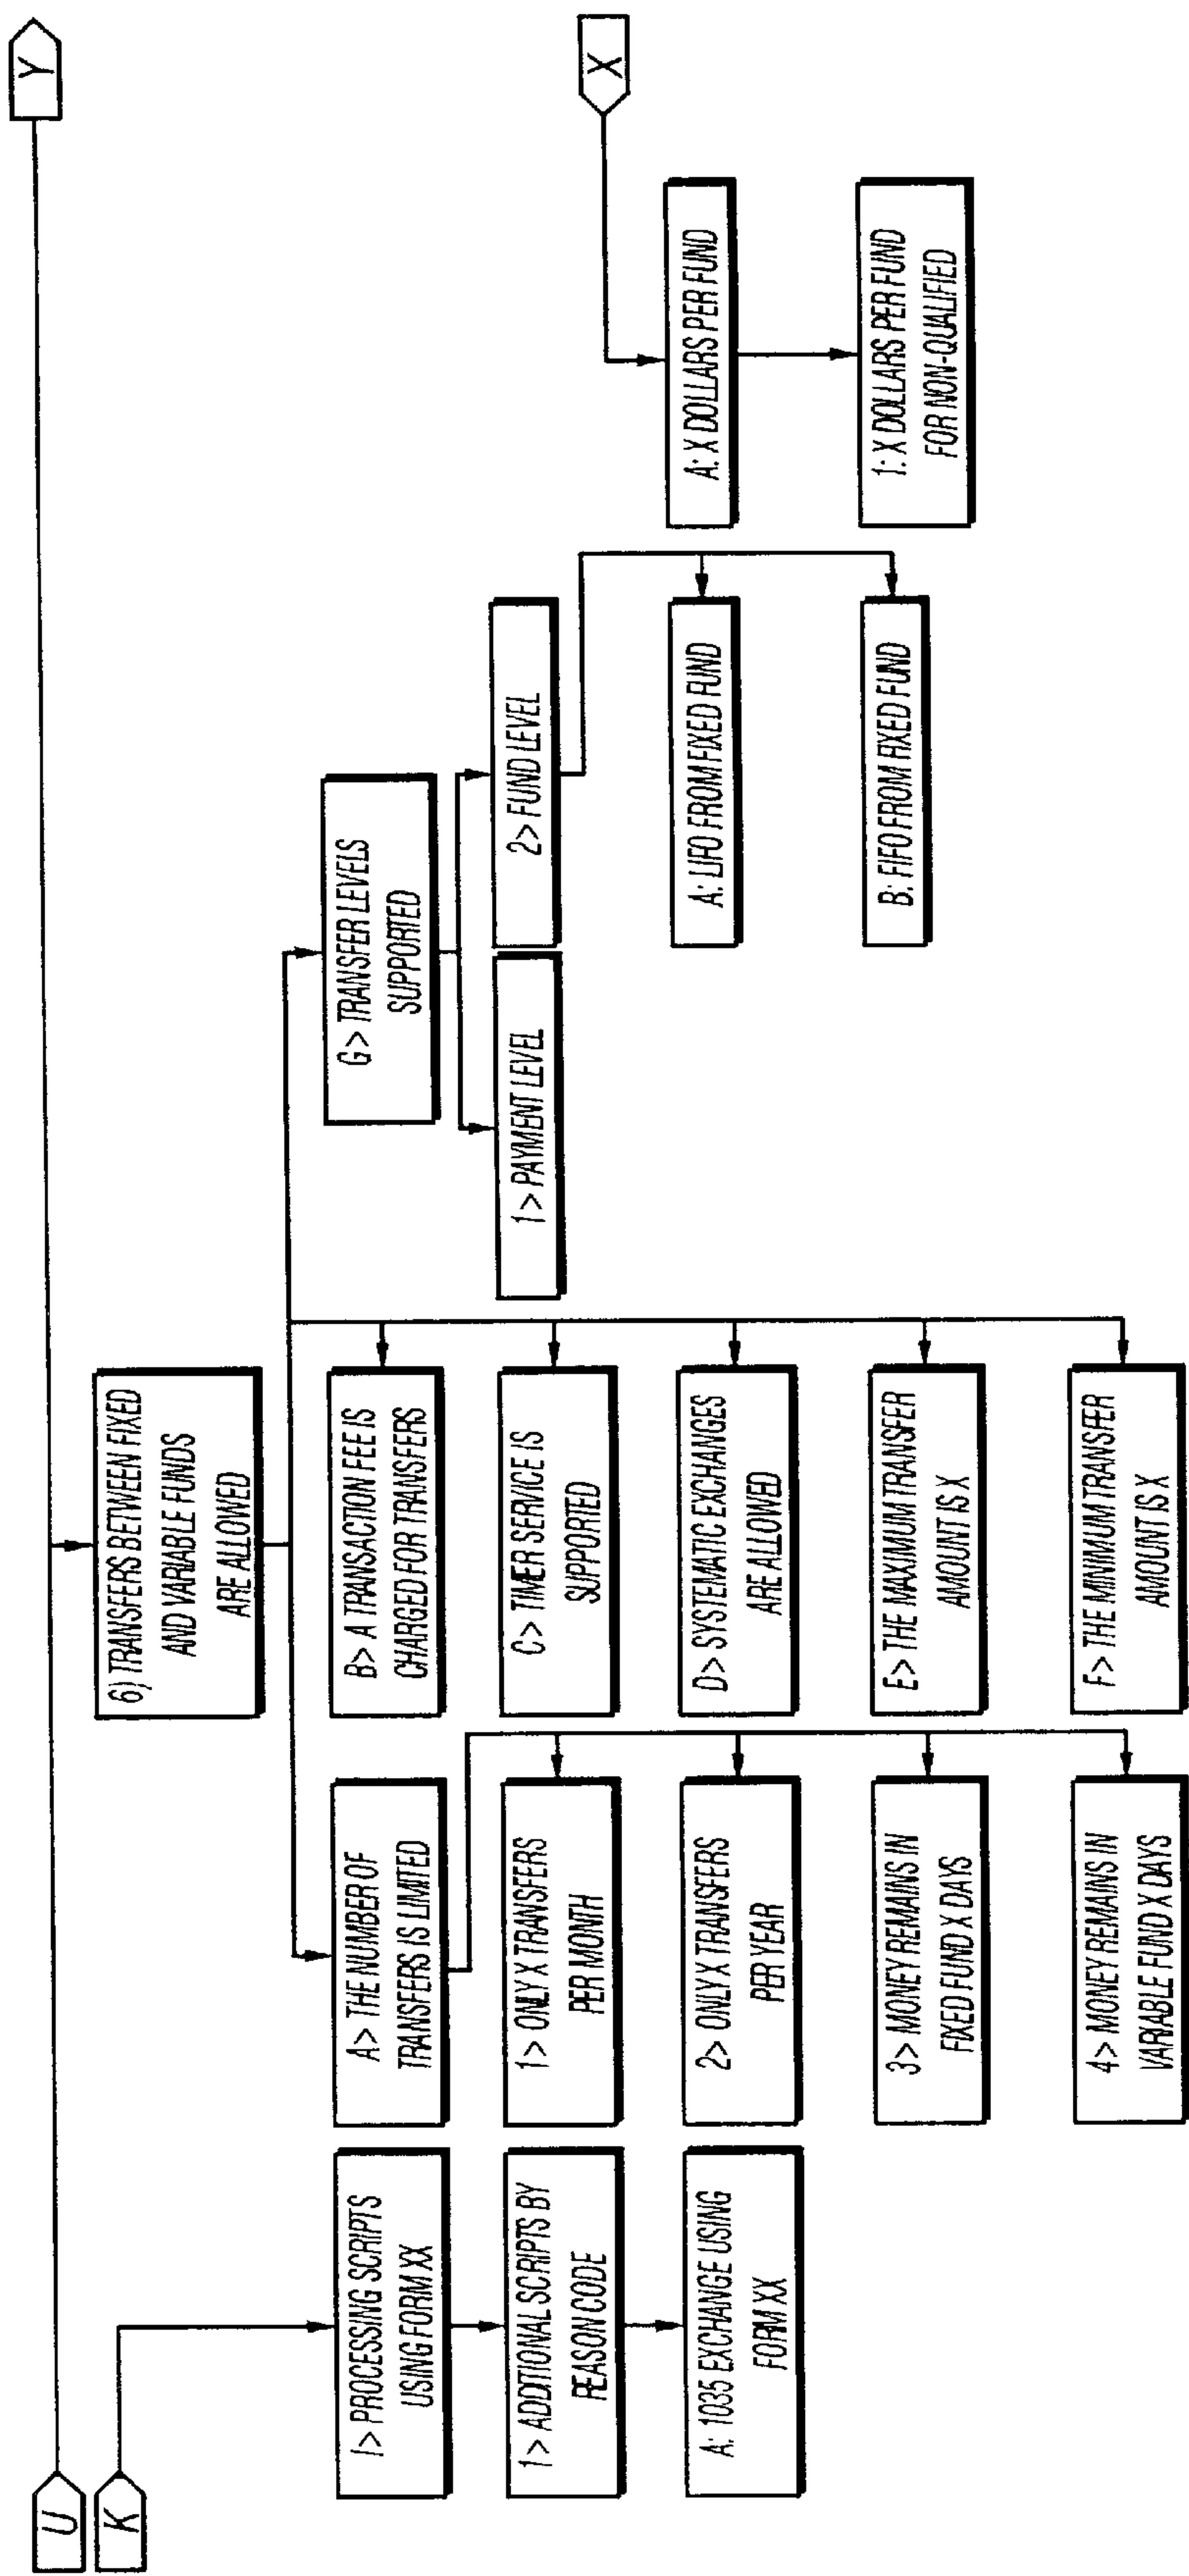 U
Y
K
6) TRANSFERS BETWEEN FIXED
AND VARIABLE FUNDS
ARE ALLOWED
I> PROCESSING SCRIPTS
USING FORM XX
1> ADDITIONAL SCRIPTS BY
REASON CODE
A: 1035 EXCHANGE USING
FORM XX
A> THE NUMBER OF
TRANSFERS IS LIMITED
1> ONLY X TRANSFERS
PER MONTH
2> ONLY X TRANSFERS
PER YEAR
3> MONEY REMAINS IN
FIXED FUND X DAYS
4> MONEY REMAINS IN
VARIABLE FUND X DAYS
B> A TRANSACTION FEE IS
CHARGED FOR TRANSFERS
C> TIMER SERVICE IS
SUPPORTED
D> SYSTEMATIC EXCHANGES
ARE ALLOWED
E> THE MAXIMUM TRANSFER
AMOUNT IS X
F> THE MINIMUM TRANSFER
AMOUNT IS X
G> TRANSFER LEVELS
SUPPORTED
1> PAYMENT LEVEL
2> FUND LEVEL
A: LIFO FROM FIXED FUND
B: FIFO FROM FIXED FUND
X
A: X DOLLARS PER FUND
1: X DOLLARS PER FUND
FOR NON-QUALIFIED